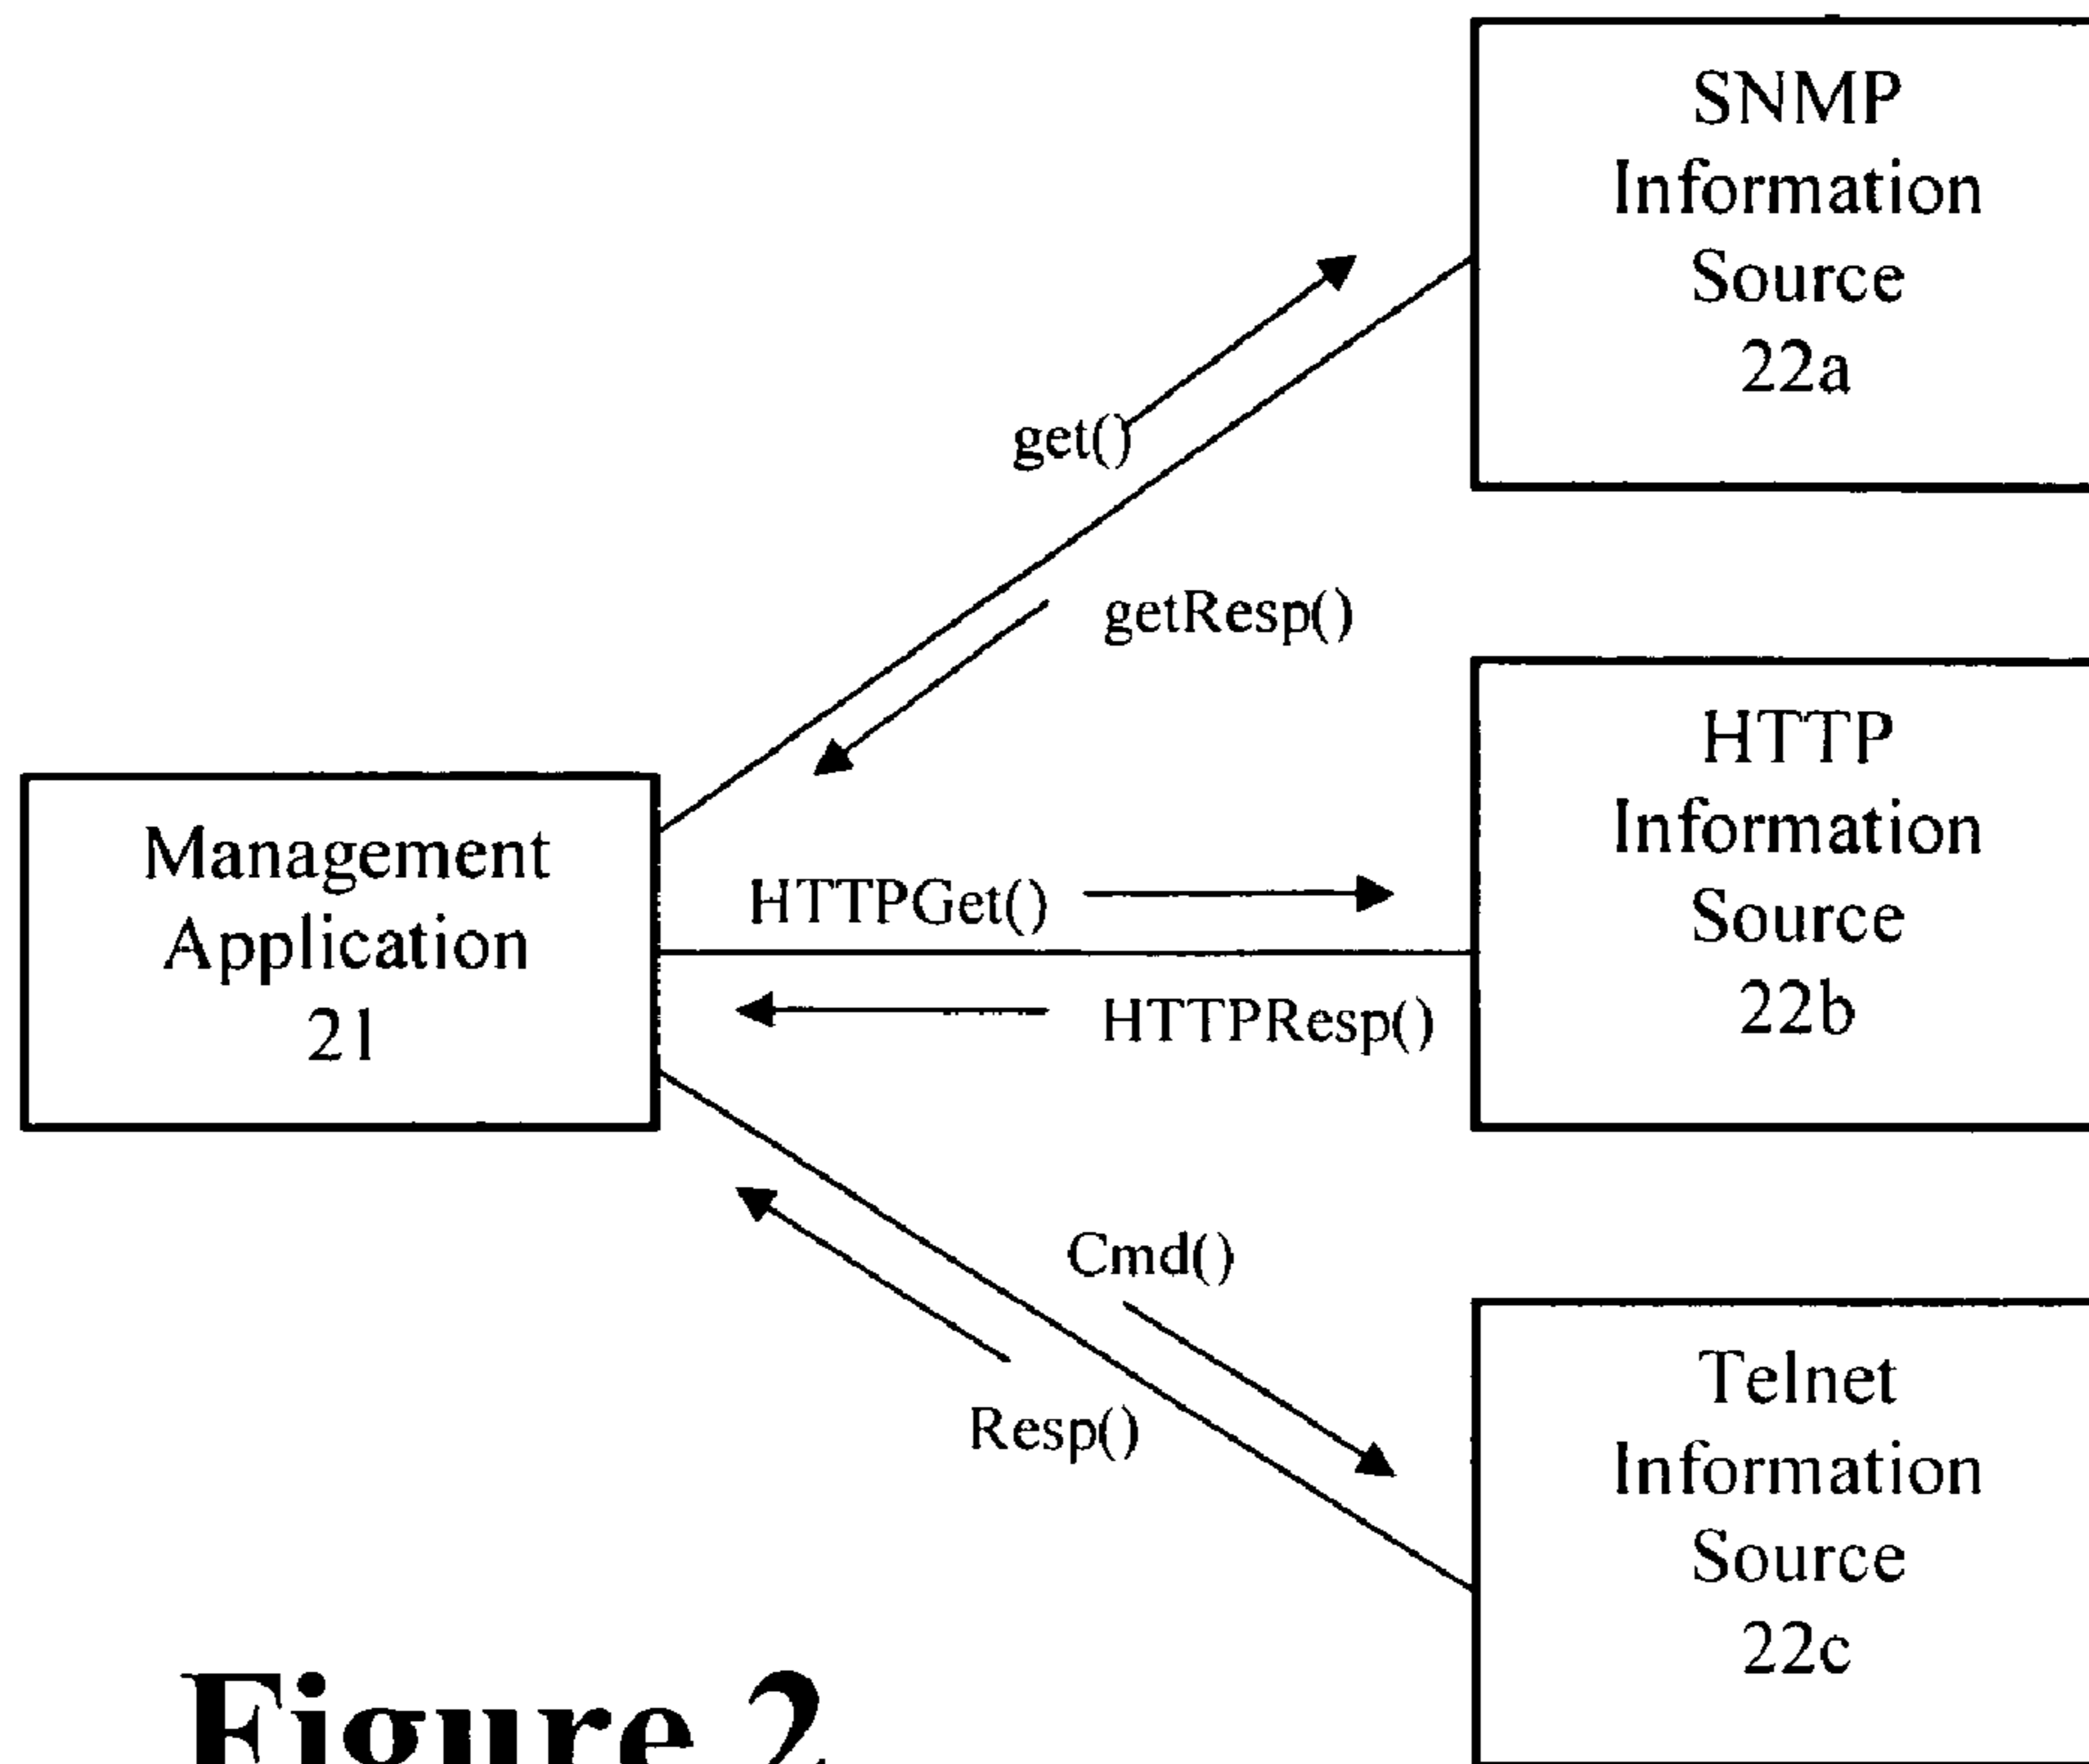 SNMP
Information
Source
22a
get()
getResp()
HTTP
Information
Source
22b
Management
Application
21
HTTPGet()
HTTPResp()
Cmd()
Resp()
Telnet
Information
Source
22c
Figure 2